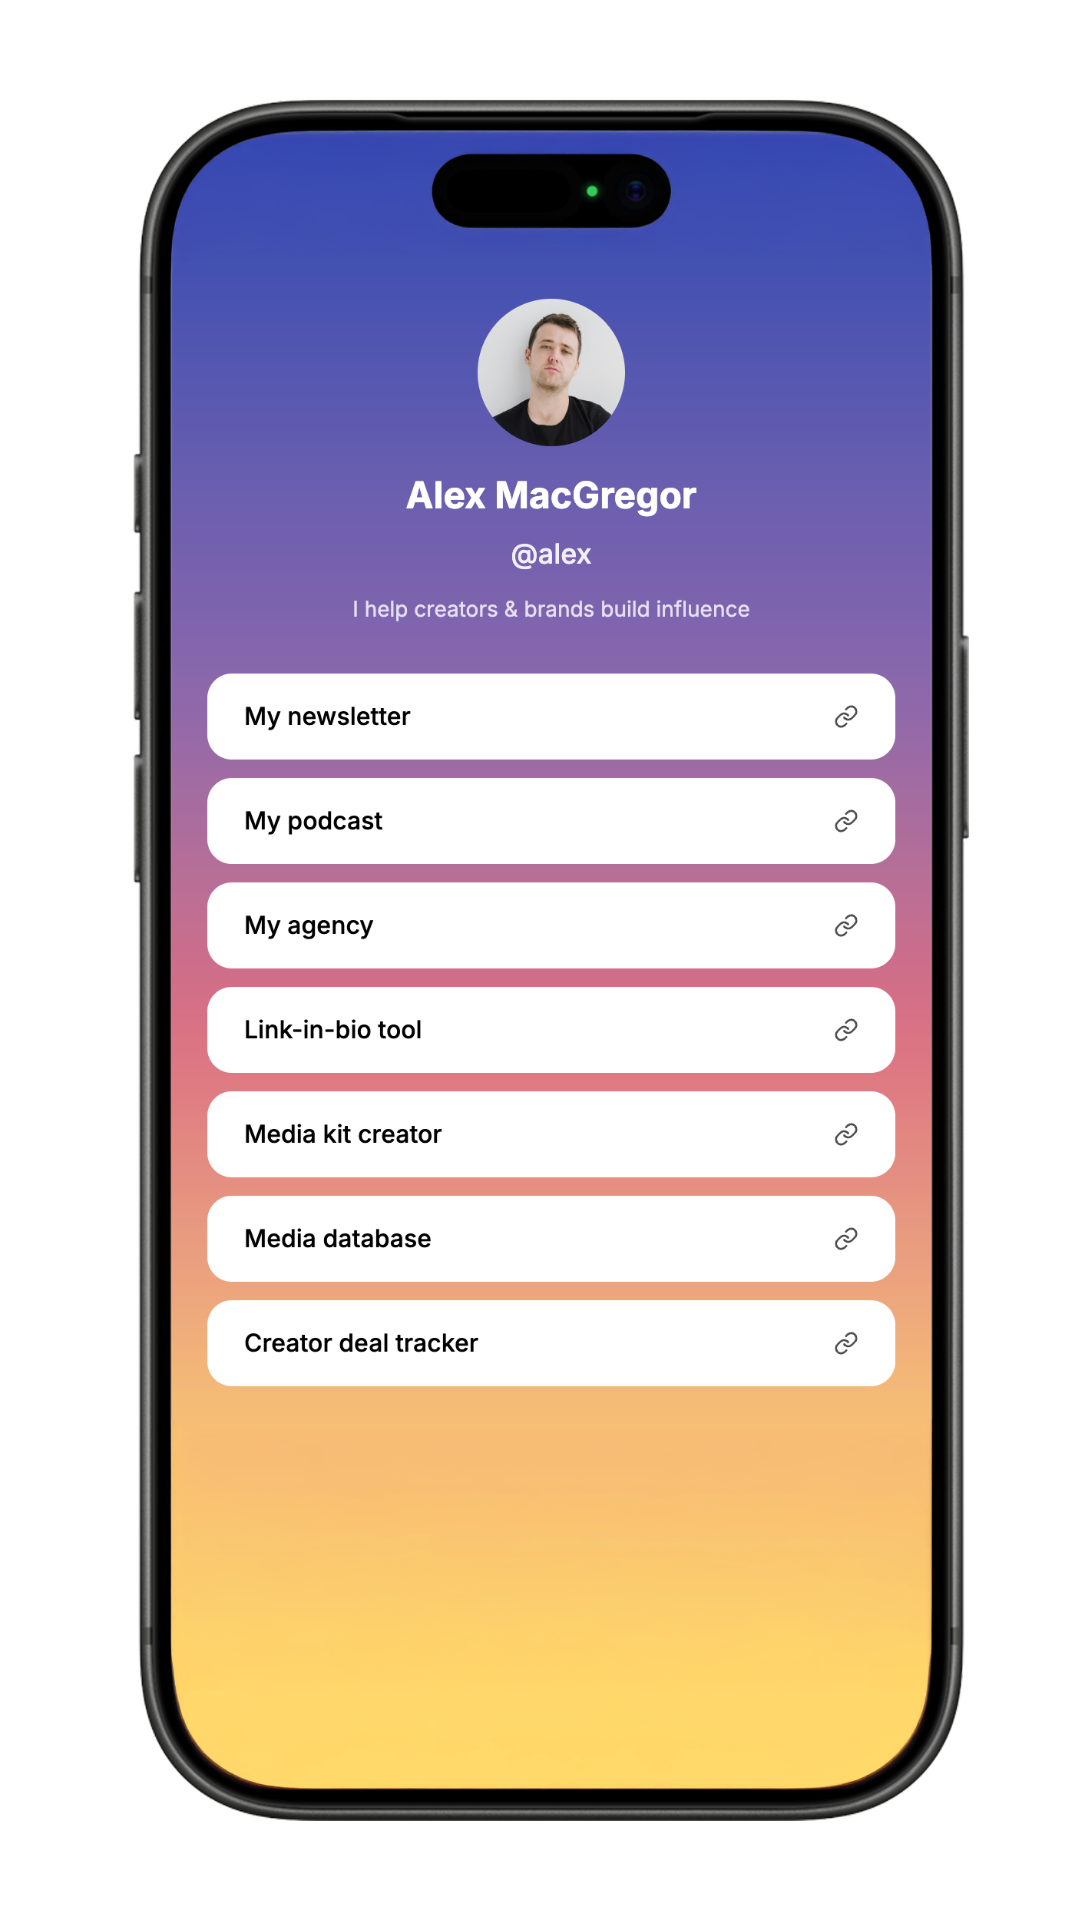 Alex MacGregor
@alex
I help creators & brands build influence
My newsletter
My podcast
My agency
Link-in-bio tool
Media kit creator
Media database
Creator deal tracker